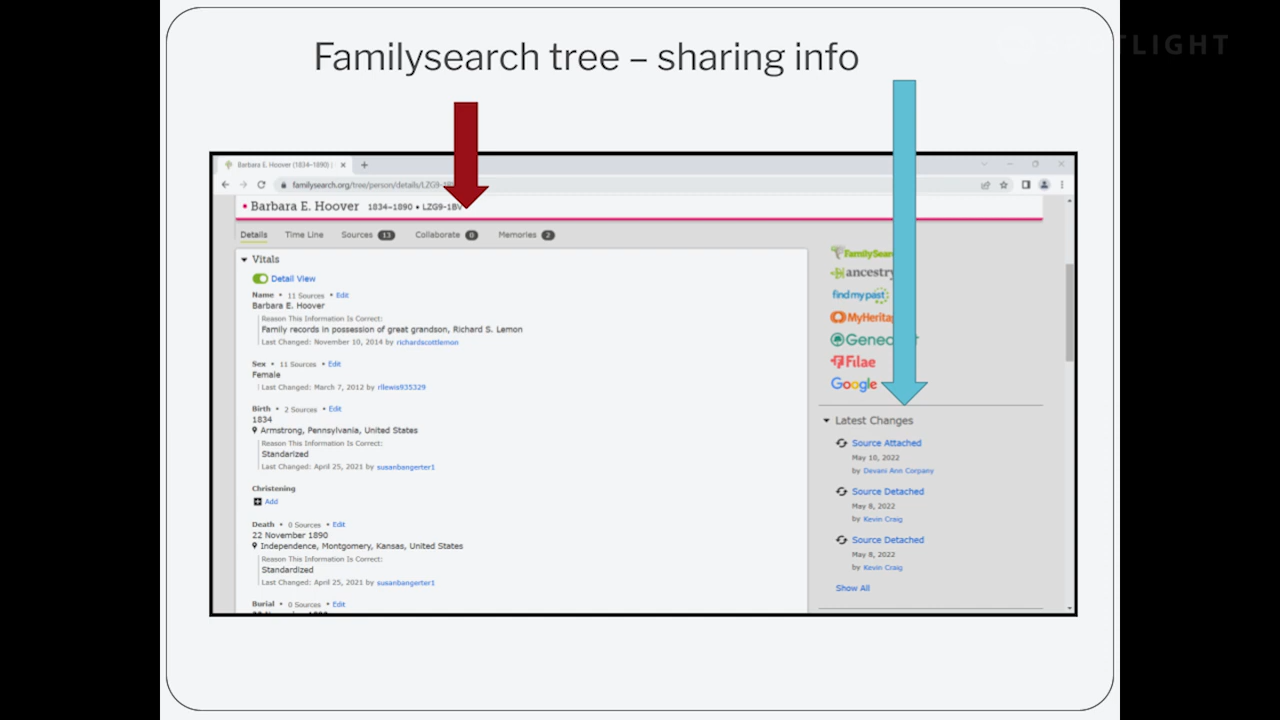 Familysearch tree – sharing info
TLIGHT
Barbara E. Hoover (1834–1890) |
familysearch.org/tree/person/details/LZG9-1B
Barbara E. Hoover 1834–1890 • LZG9-1BV
Details Time Line Sources 13 Collaborate 0 Memories 2
Vitals
Detail View
Name • 11 Sources • Edit
Barbara E. Hoover
Reason This Information Is Correct:
Family records in possession of great grandson, Richard S. Lemon
Last Changed: November 10, 2014 by richardscottlemon
Sex • 11 Sources • Edit
Female
Last Changed: March 7, 2012 by rllewis935329
Birth • 2 Sources • Edit
1834
Armstrong, Pennsylvania, United States
Reason This Information Is Correct:
Standarized
Last Changed: April 25, 2021 by susanbangerter1
Christening
Add
Death • 0 Sources • Edit
22 November 1890
Independence, Montgomery, Kansas, United States
Reason This Information Is Correct:
Standardized
Last Changed: April 25, 2021 by susanbangerter1
Burial • 0 Sources • Edit
FamilySear
ancestry
findmypast
MyHeritag
Genea t
Filae
Google
Latest Changes
Source Attached
May 10, 2022
by Devani Ann Corpany
Source Detached
May 8, 2022
by Kevin Craig
Source Detached
May 8, 2022
by Kevin Craig
Show All